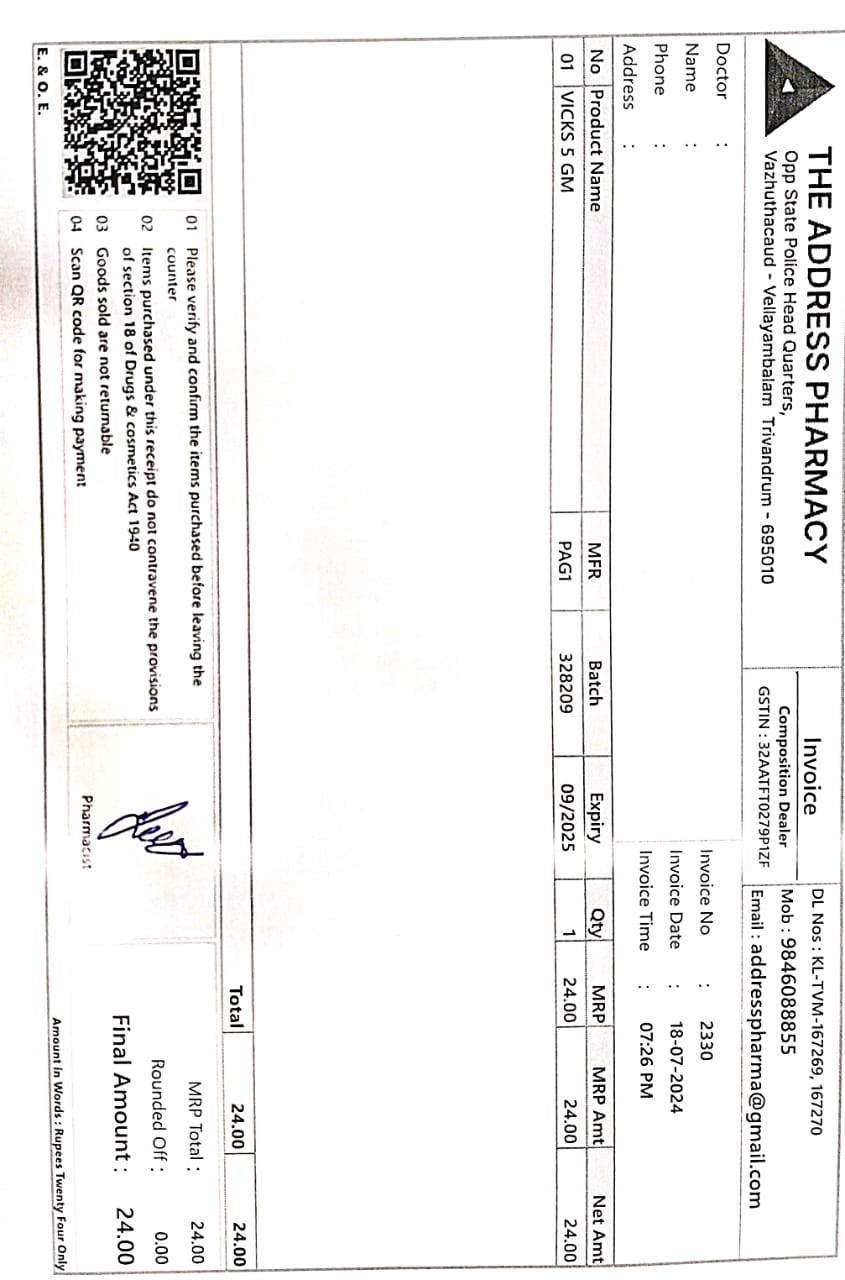 THE ADDRESS PHARMACY
Opp State Police Head Quarters,
Vazhuthacaud - Vellayambalam Trivandrum - 695010
Invoice
Composition Dealer
GSTIN : 32AATFT0279P1ZF
DL Nos : KL-TVM-167269, 167270
Mob : 9846088855
Email : addresspharma@gmail.com
Doctor :
Name :
Phone :
Address :
Invoice No : 2330
Invoice Date : 18-07-2024
Invoice Time : 07:26 PM
No Product Name MFR Batch Expiry Qty MRP MRP Amt Net Amt
01 VICKS 5 GM PAG1 328209 09/2025 1 24.00 24.00 24.00
Total 24.00 24.00
01 Please verify and confirm the items purchased before leaving the
counter
02 Items purchased under this receipt do not contravene the provisions
of section 18 of Drugs & cosmetics Act 1940
03 Goods sold are not returnable
04 Scan QR code for making payment
Pharmacist
MRP Total : 24.00
Rounded Off : 0.00
Final Amount : 24.00
Amount in Words : Rupees Twenty Four Only
E. & O. E.